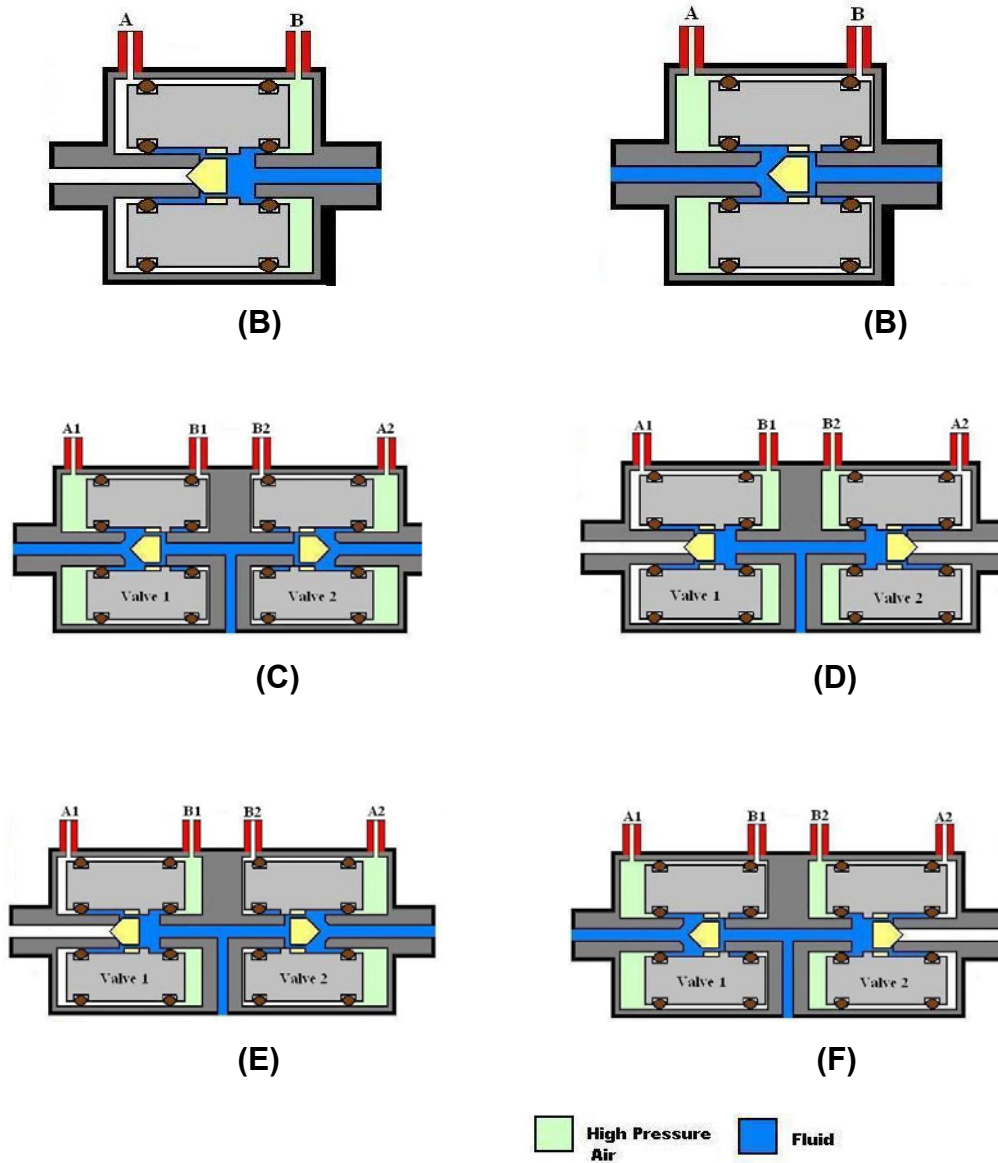 A B
A B
(B) (B)
A1 B1 B2 A2
A1 B1 B2 A2
Valve 1 Valve 2
Valve 1 Valve 2
(C) (D)
A1 B1 B2 A2
A1 B1 B2 A2
Valve 1 Valve 2
Valve 1 Valve 2
(E) (F)
High Pressure
Air
Fluid